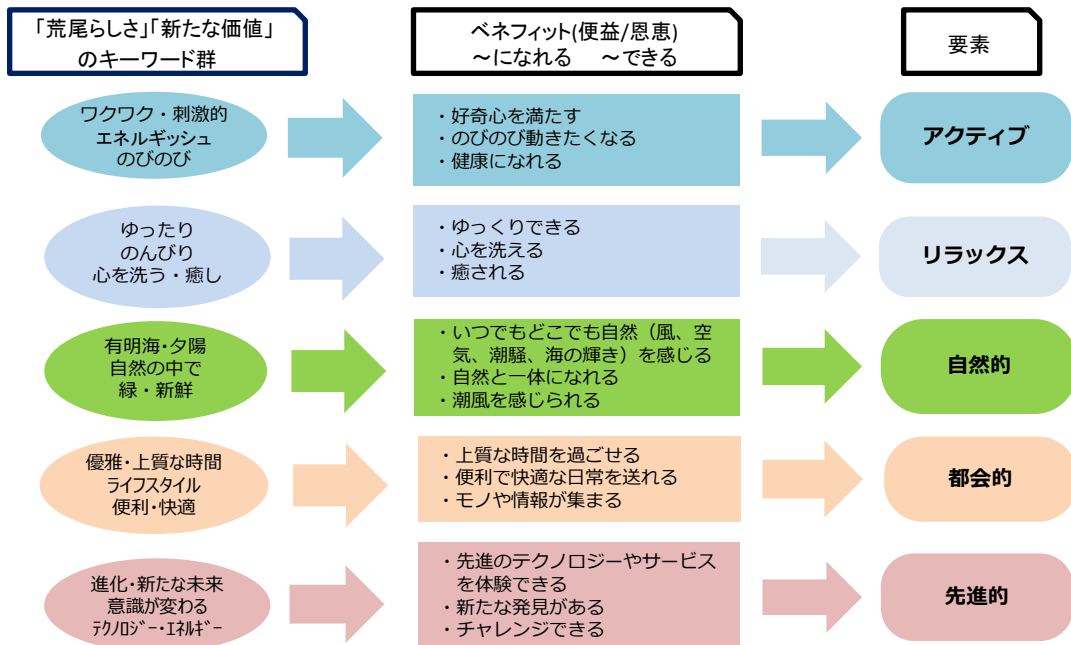 「荒尾らしさ」「新たな価値」
のキーワード群
ベネフィット(便益/恩恵)
～になれる　～できる
要素
ワクワク・刺激的
エネルギッシュ
のびのび
・好奇心を満たす
・のびのび動きたくなる
・健康になれる
アクティブ
ゆったり
のんびり
心を洗う・癒し
・ゆっくりできる
・心を洗える
・癒される
リラックス
有明海・夕陽
自然の中で
緑・新鮮
・いつでもどこでも自然（風、空
気、潮騒、海の輝き）を感じる
・自然と一体になれる
・潮風を感じられる
自然的
優雅・上質な時間
ライフスタイル
便利・快適
・上質な時間を過ごせる
・便利で快適な日常を送れる
・モノや情報が集まる
都会的
進化・新たな未来
意識が変わる
ﾃｸﾉﾛｼﾞｰ・ｴﾈﾙｷﾞｰ
・先進のテクノロジーやサービス
を体験できる
・新たな発見がある
・チャレンジできる
先進的